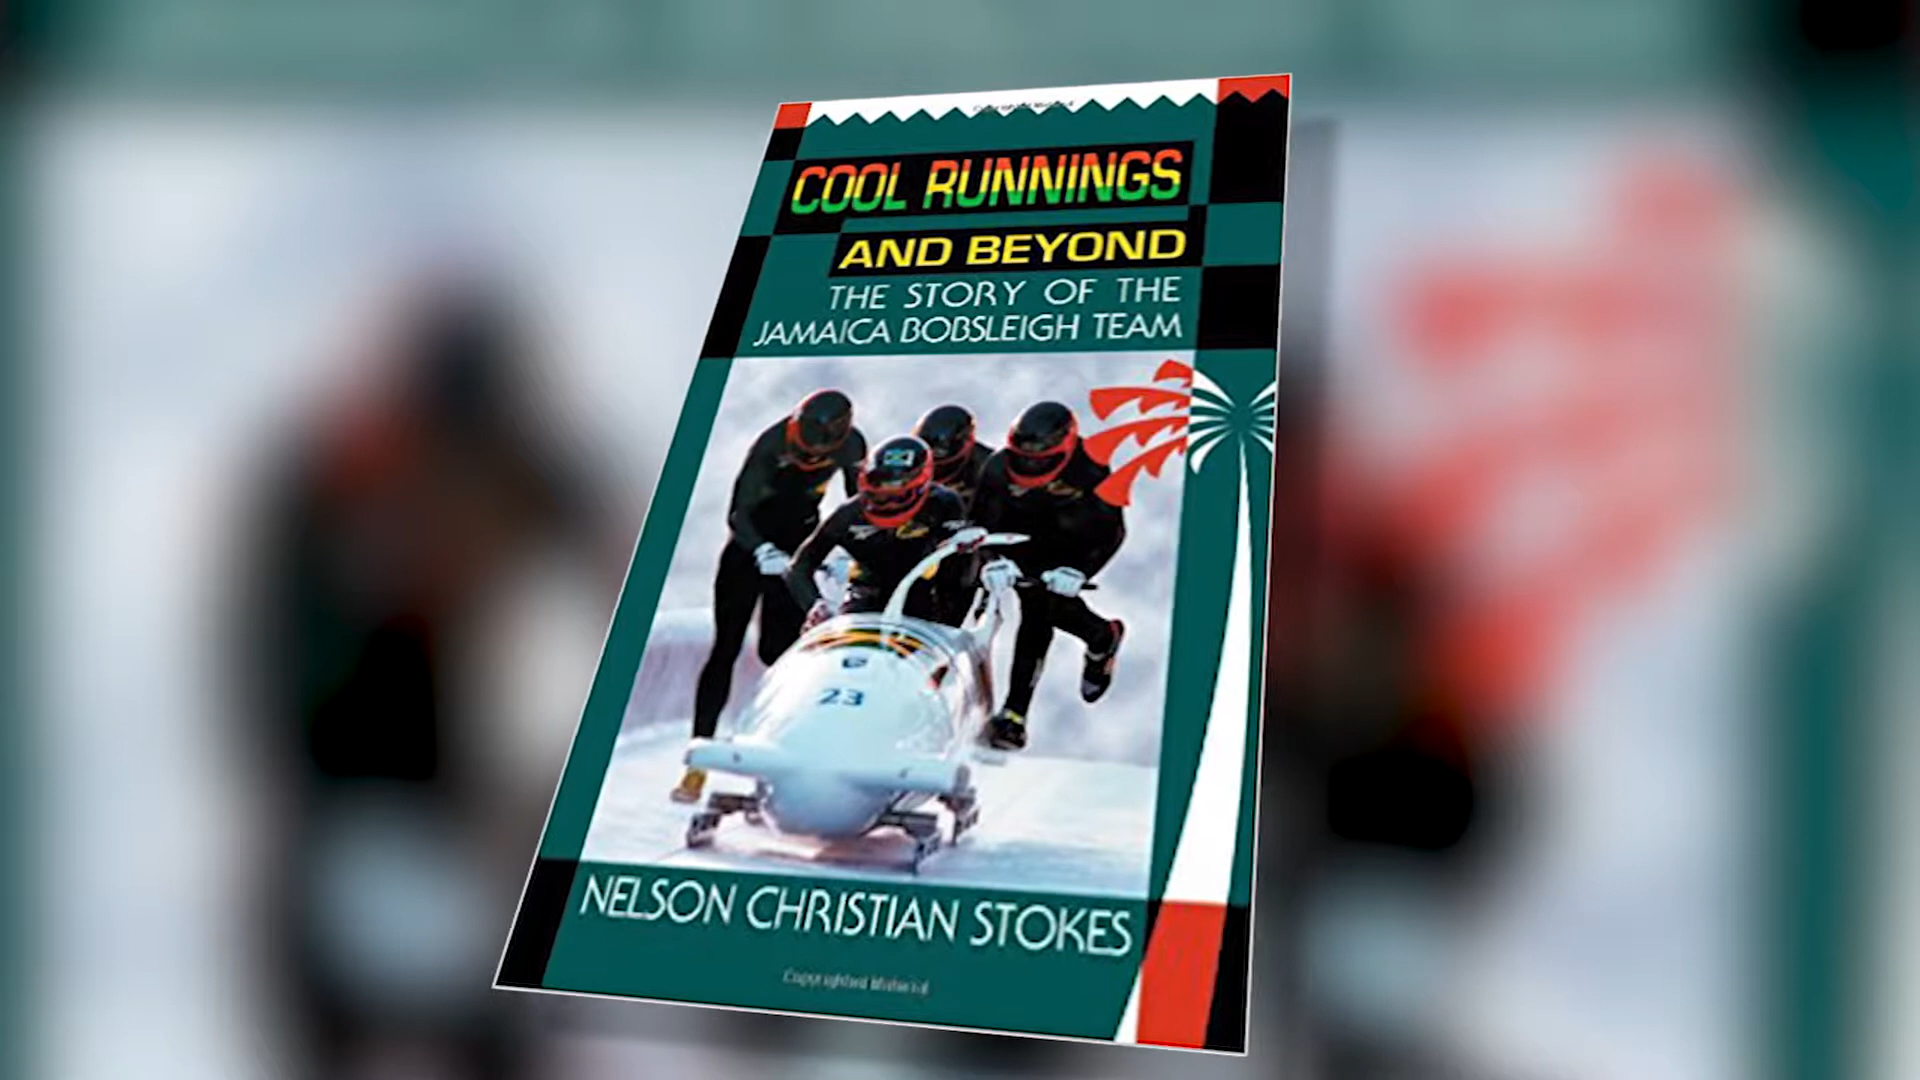 COOL RUNNINGS
AND BEYOND
THE STORY OF THE
JAMAICA BOBSLEIGH TEAM
23
NELSON CHRISTIAN STOKES
Copyrighted Material